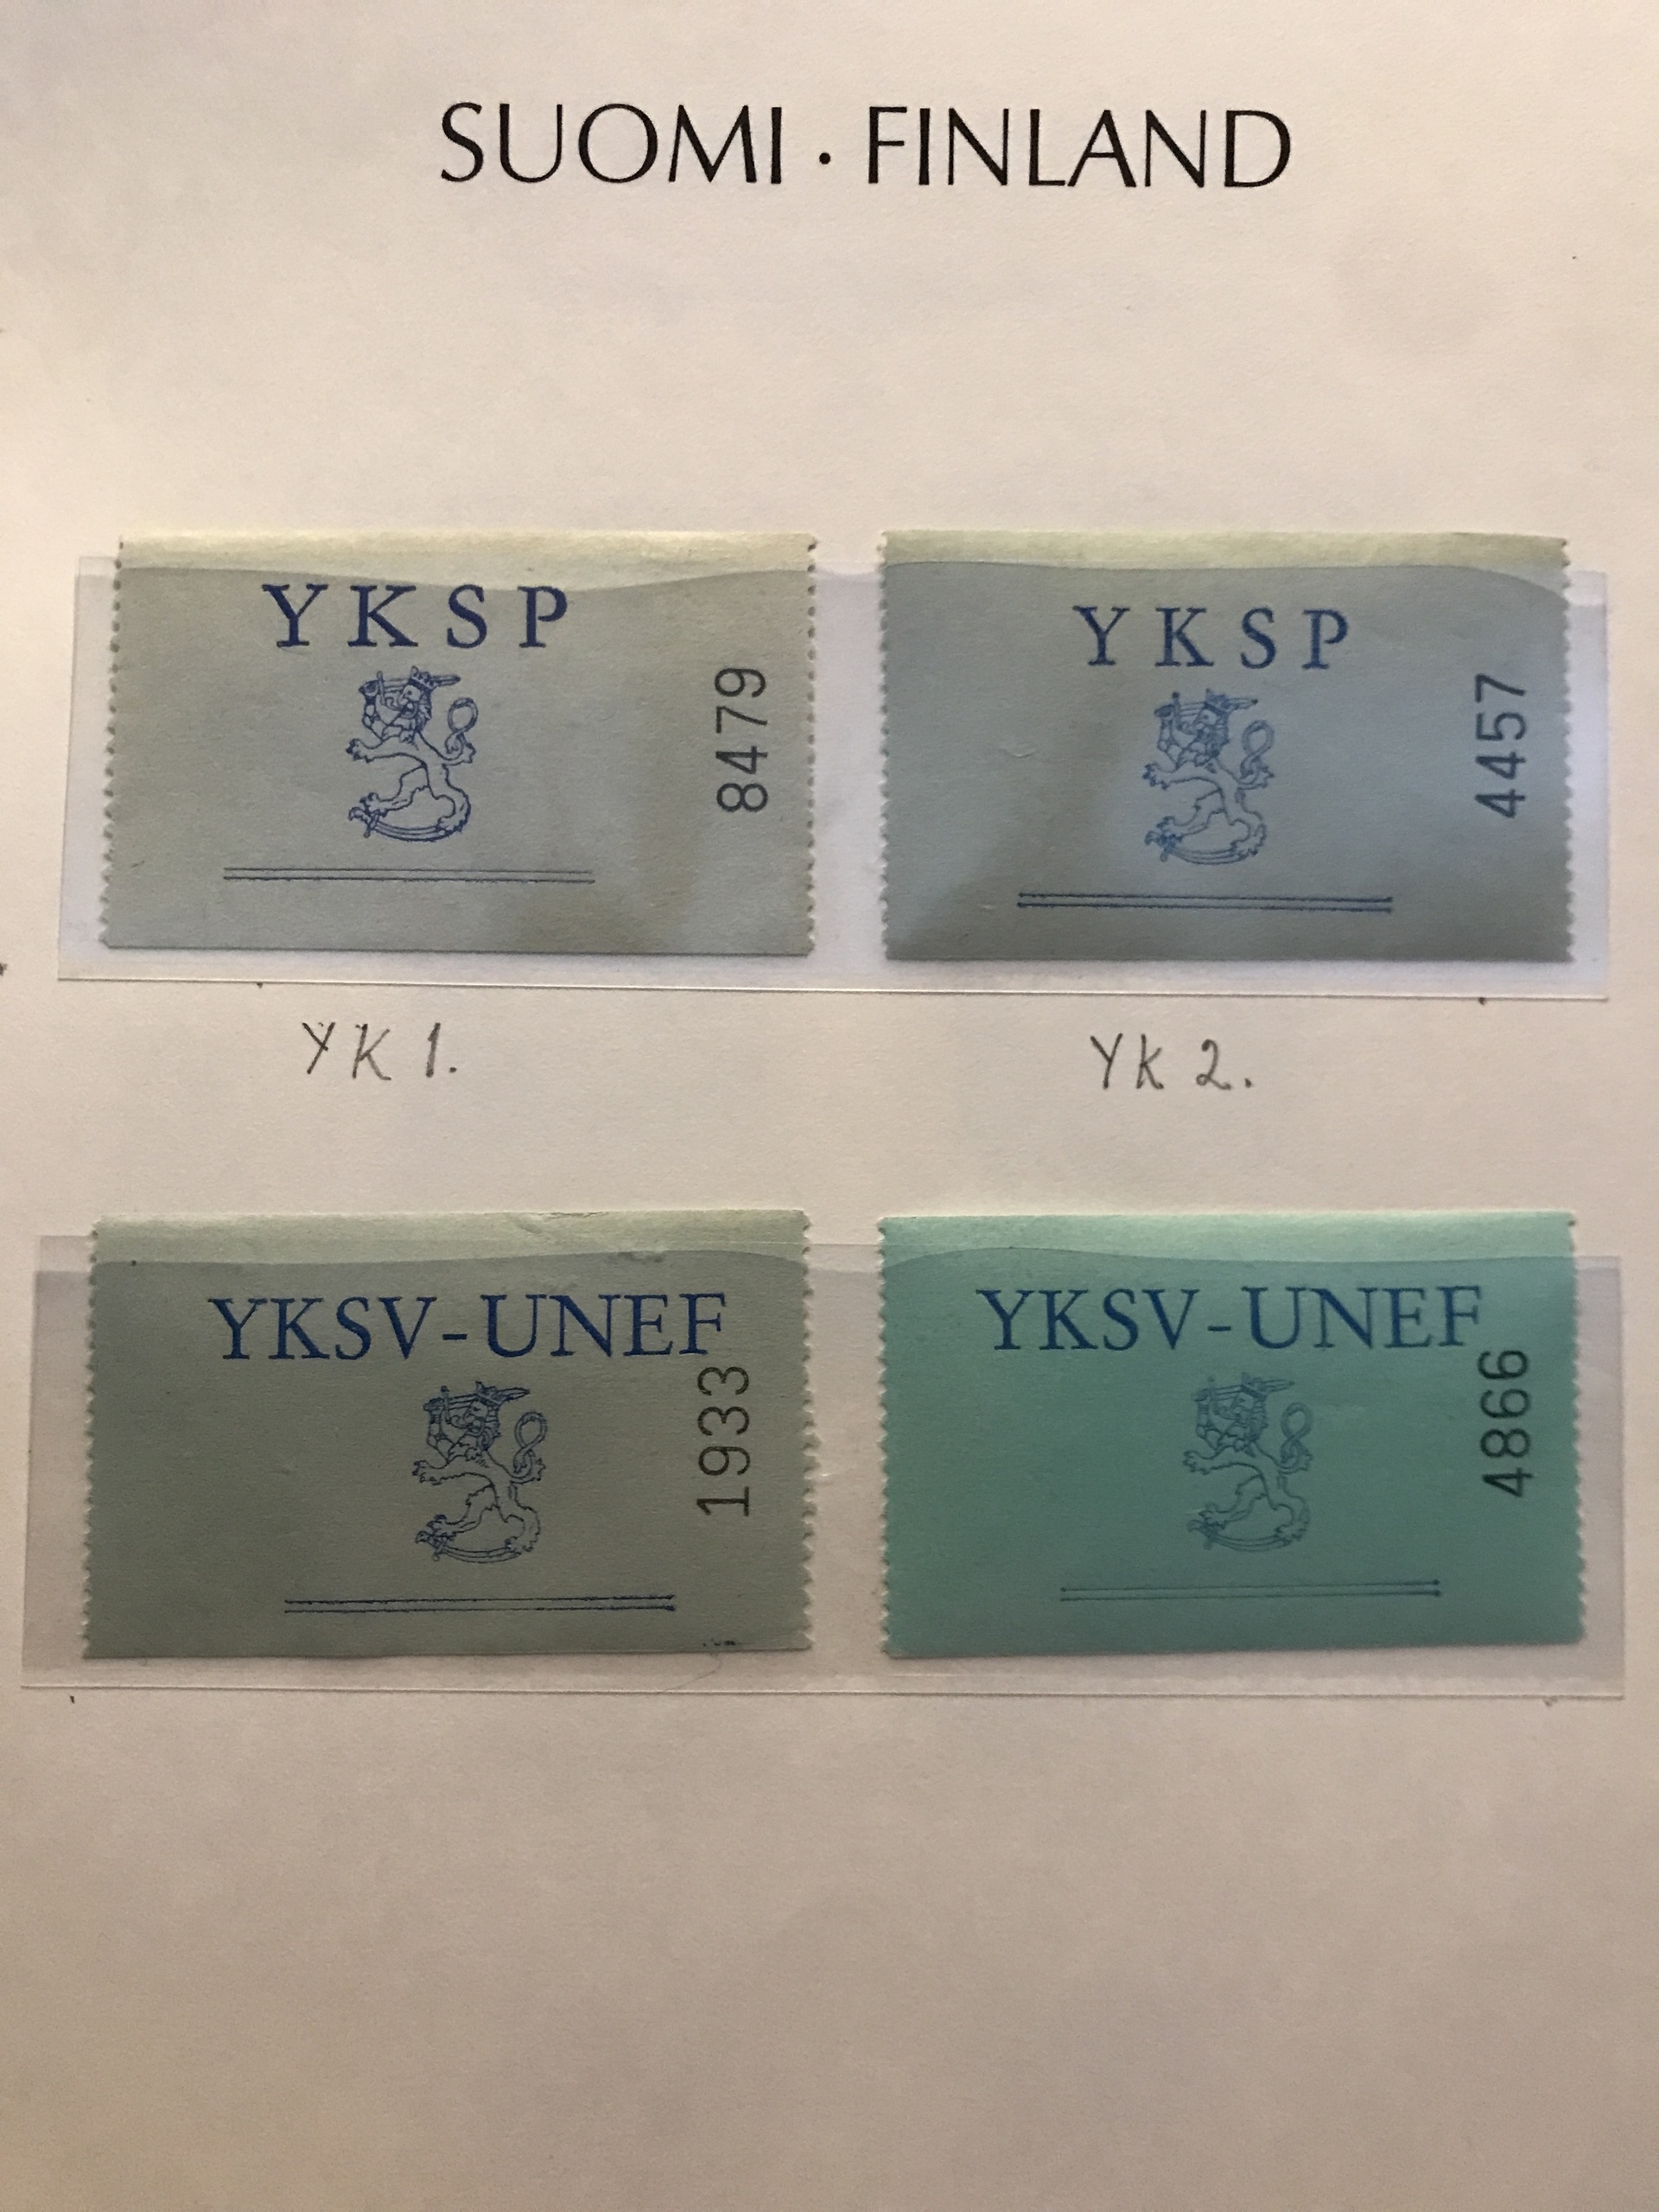 SUOMI · FINLAND
YKSP
8479
YKSP
4457
YK 1.
YK 2.
YKSV-UNEF
1933
YKSV-UNEF
4866